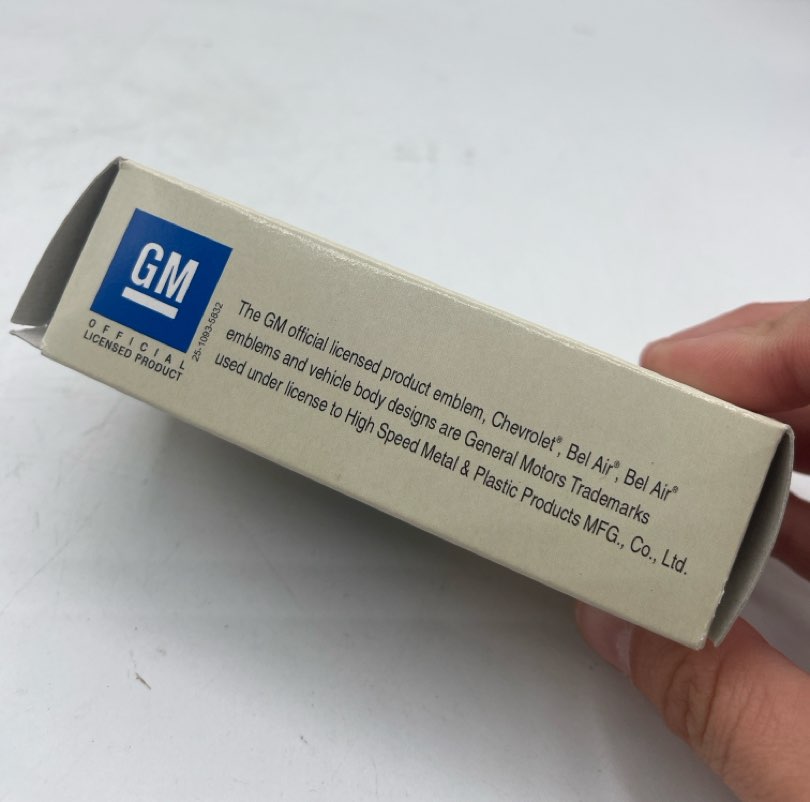 GM
OFFICIAL
LICENSED PRODUCT
25-1093-5832
The GM official licensed product emblem, Chevrolet®, Bel Air®, Bel Air®
emblems and vehicle body designs are General Motors Trademarks
used under license to High Speed Metal & Plastic Products MFG., Co., Ltd.